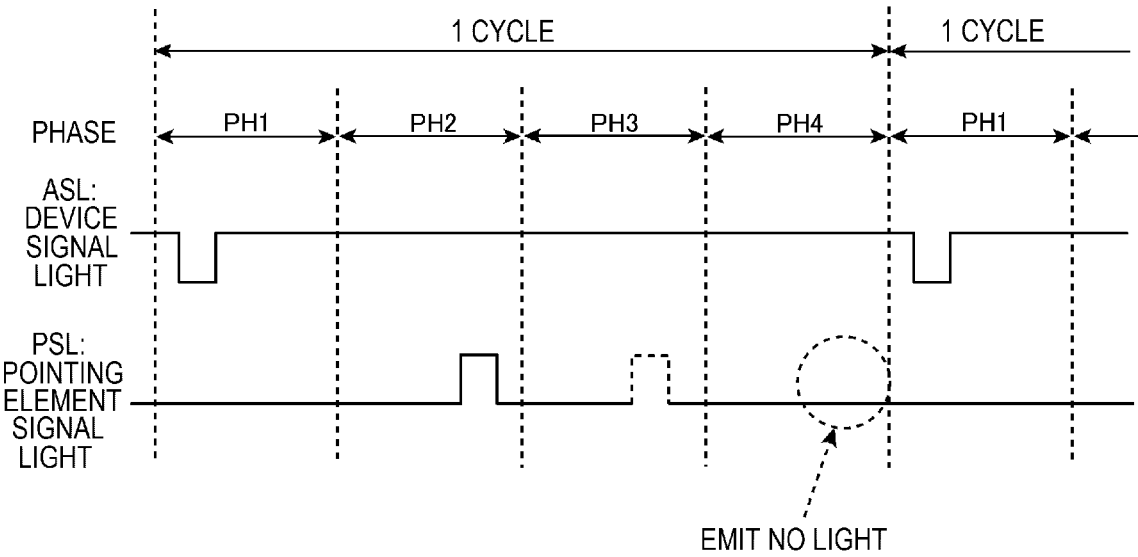 1 CYCLE
1 CYCLE
PHASE
PH1
PH2
PH3
PH4
PH1
ASL:
DEVICE
SIGNAL
LIGHT
PSL:
POINTING
ELEMENT
SIGNAL
LIGHT
EMIT NO LIGHT